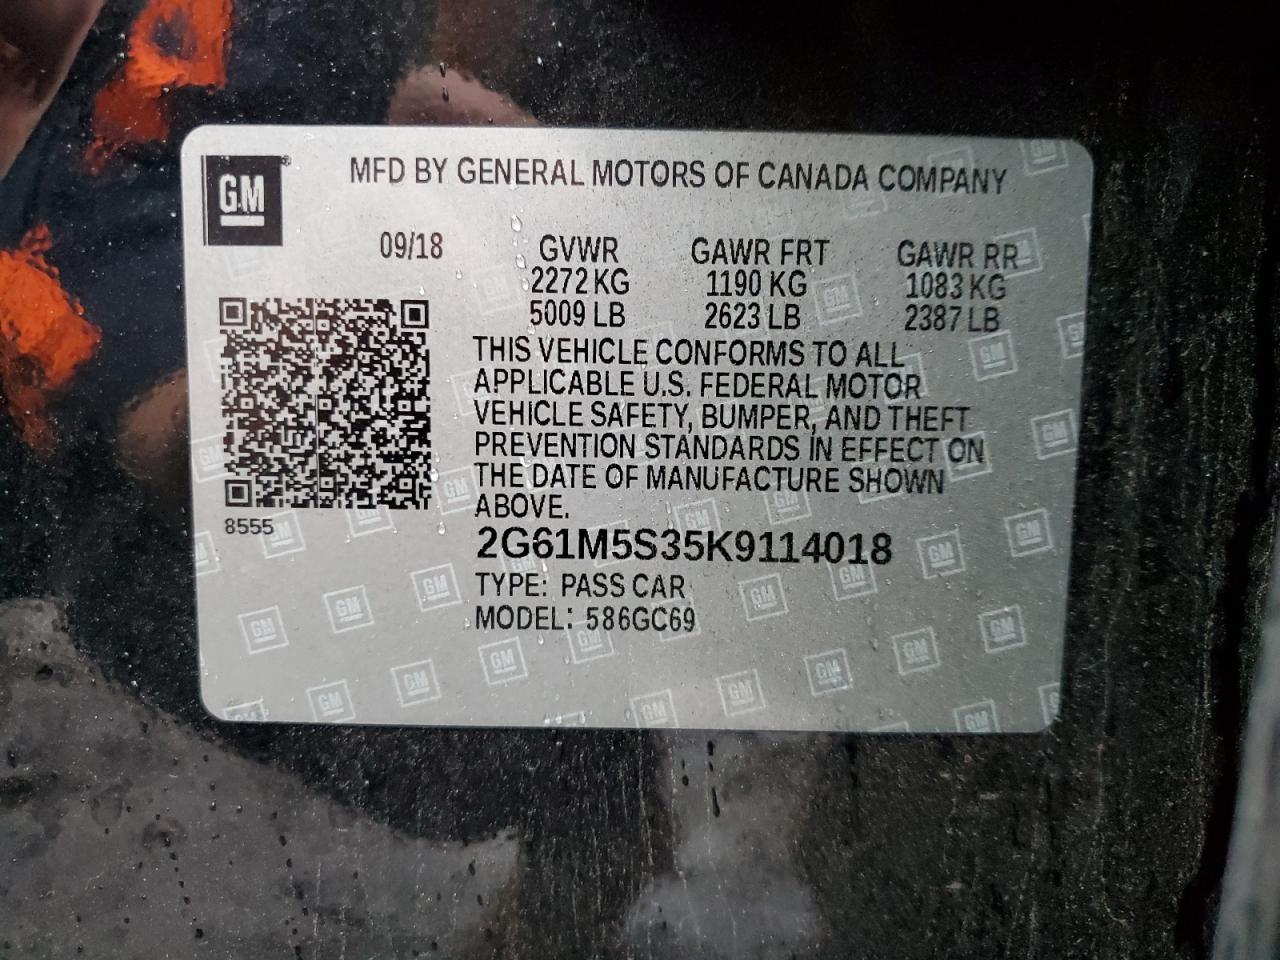 GM
MFD BY GENERAL MOTORS OF CANADA COMPANY
09/18
GVWR GAWR FRT GAWR RR
2272 KG 1190 KG 1083 KG
5009 LB 2623 LB 2387 LB
THIS VEHICLE CONFORMS TO ALL
APPLICABLE U.S. FEDERAL MOTOR
VEHICLE SAFETY, BUMPER, AND THEFT
PREVENTION STANDARDS IN EFFECT ON
THE DATE OF MANUFACTURE SHOWN
ABOVE.
8555
2G61M5S35K9114018
TYPE: PASS CAR
MODEL: 586GC69